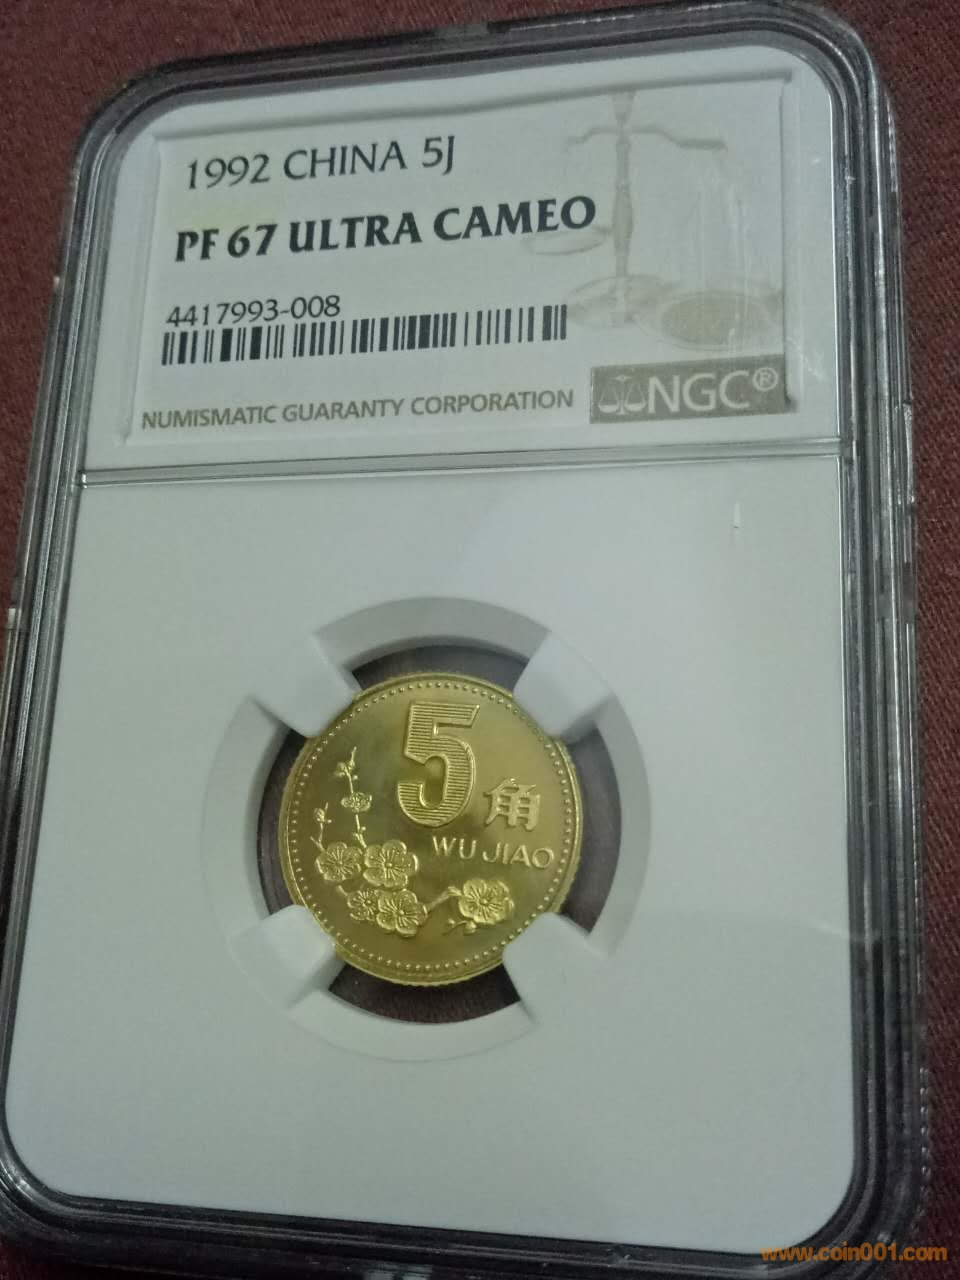 1992 CHINA 5J
PF 67 ULTRA CAMEO
4417993-008
NUMISMATIC GUARANTY CORPORATION
NGC®
5
角
WU JIAO
www.coin001.com